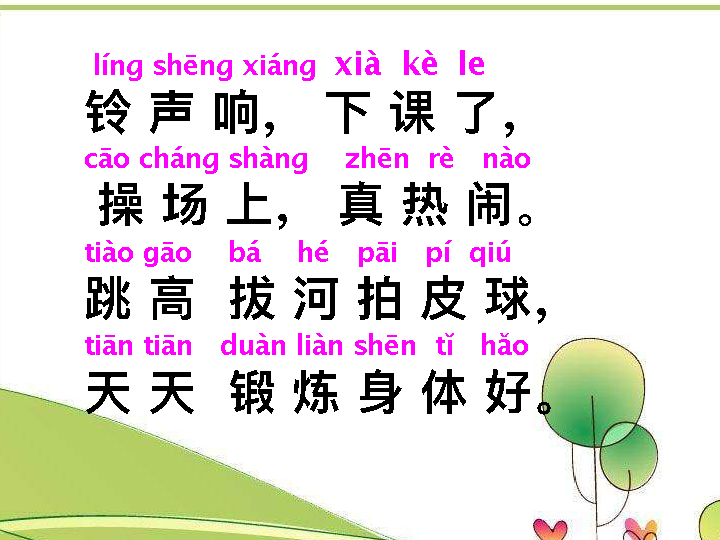 líng shēng xiáng xià kè le
铃声响，下课了，
cāo cháng shàng zhēn rè nào
操场上，真热闹。
tiào gāo bá hé pāi pí qiú
跳高拔河拍皮球，
tiān tiān duàn liàn shēn tǐ hǎo
天天锻炼身体好。